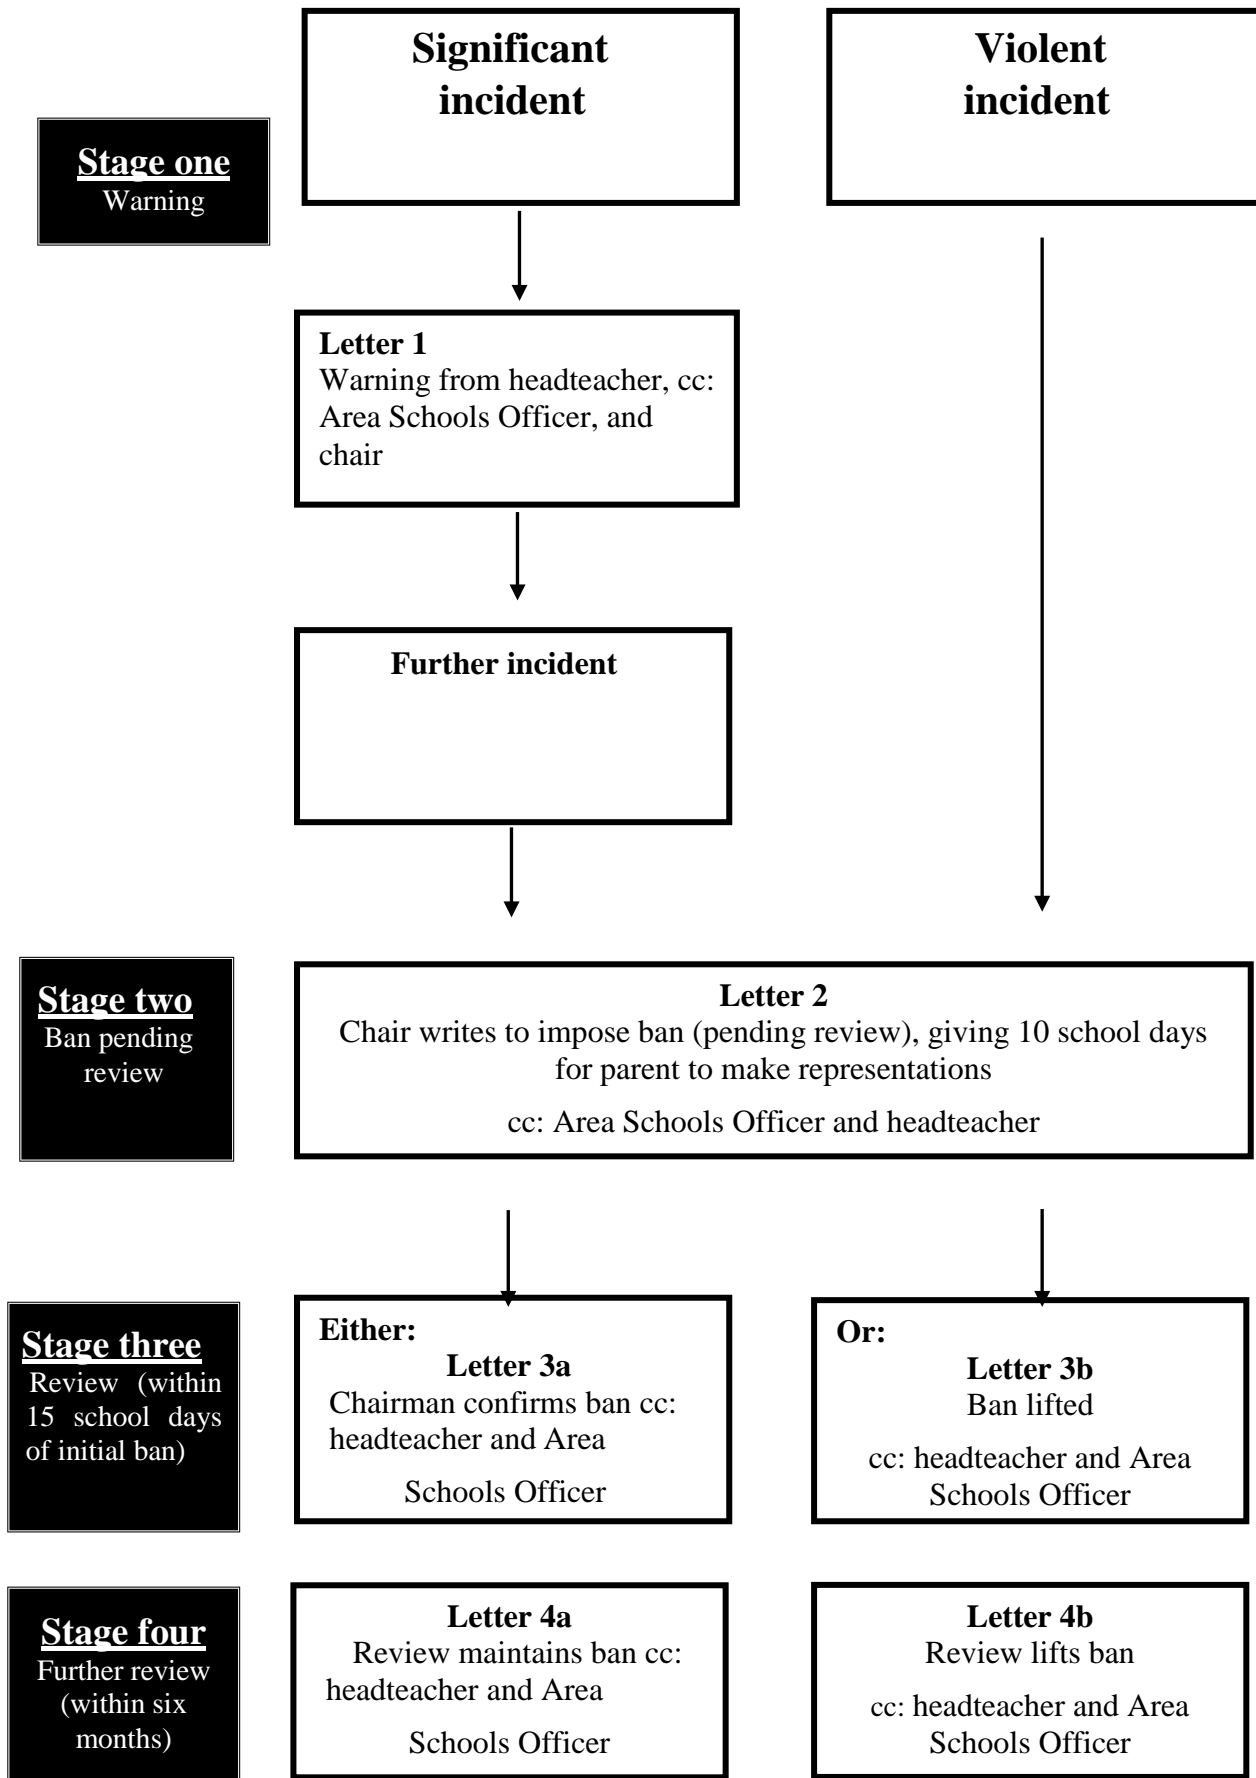 Significant
incident
Violent
incident
Stage one
Warning
Letter 1
Warning from headteacher, cc:
Area Schools Officer, and
chair
Further incident
Stage two
Ban pending
review
Letter 2
Chair writes to impose ban (pending review), giving 10 school days
for parent to make representations
cc: Area Schools Officer and headteacher
Stage three
Review (within
15 school days
of initial ban)
Either:
Letter 3a
Chairman confirms ban cc:
headteacher and Area
Schools Officer
Or:
Letter 3b
Ban lifted
cc: headteacher and Area
Schools Officer
Stage four
Further review
(within six
months)
Letter 4a
Review maintains ban cc:
headteacher and Area
Schools Officer
Letter 4b
Review lifts ban
cc: headteacher and Area
Schools Officer